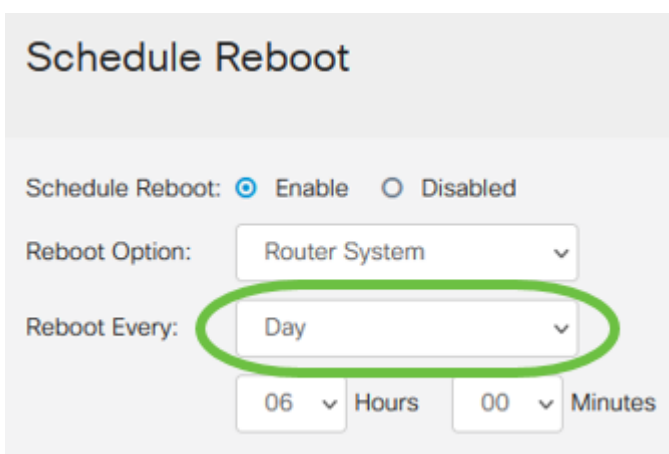 Schedule Reboot
Schedule Reboot: Enable Disabled
Reboot Option: Router System
Reboot Every: Day
06 Hours 00 Minutes